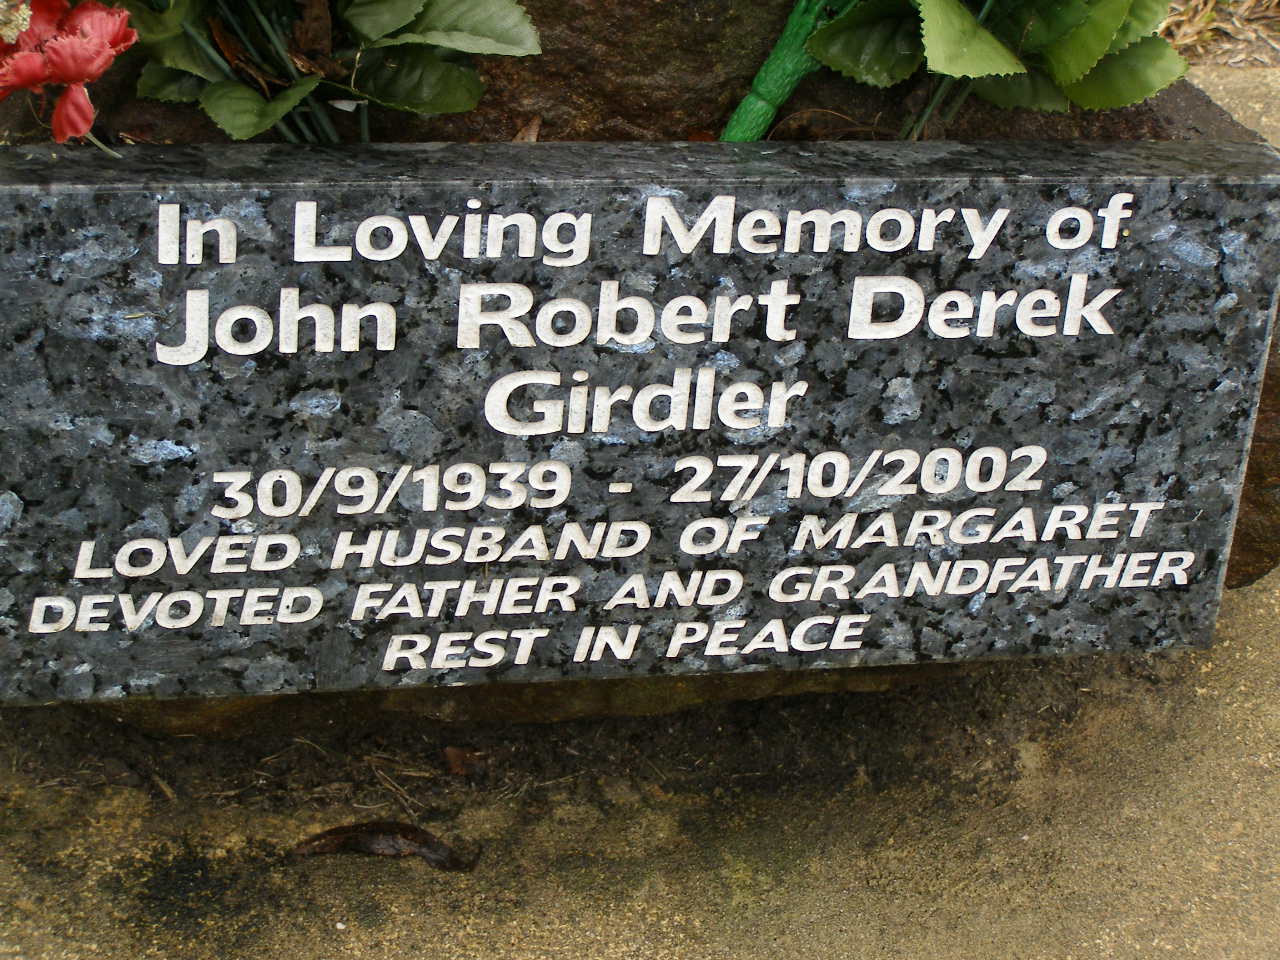 In Loving Memory of
John Robert Derek
Girdler
30/9/1939 - 27/10/2002
LOVED HUSBAND OF MARGARET
DEVOTED FATHER AND GRANDFATHER
REST IN PEACE